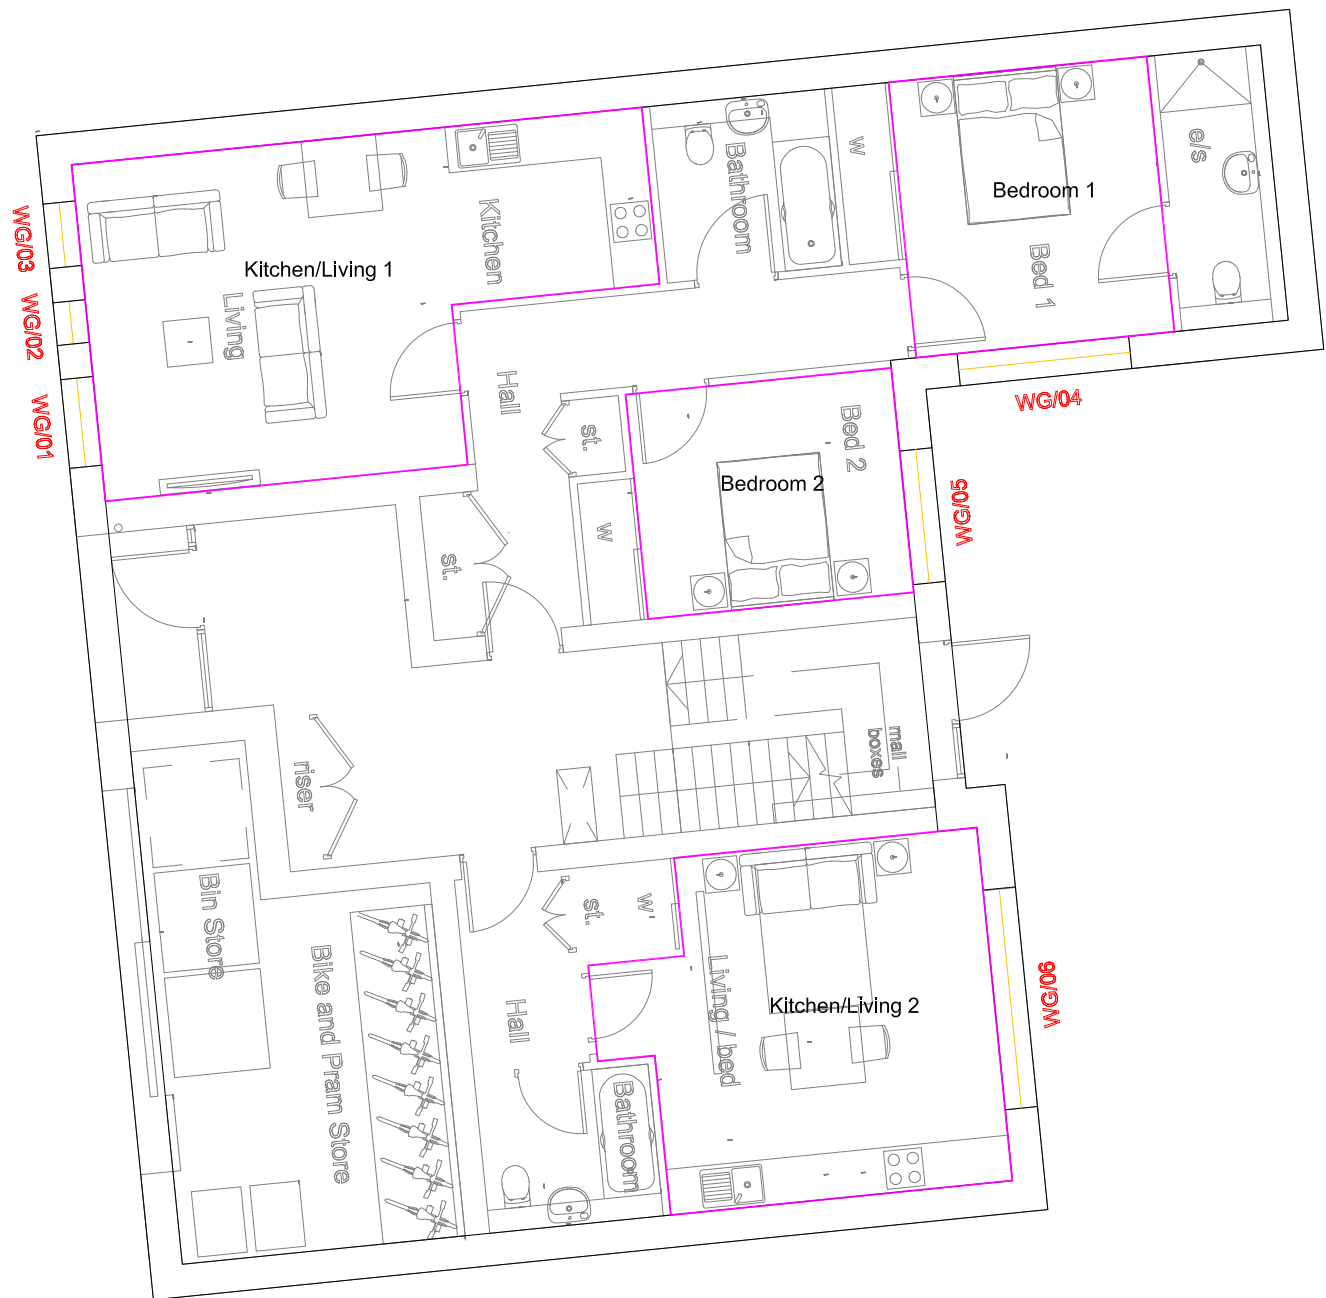 WG/03
WG/02
WG/01
Kitchen/Living 1
Living
Kitchen
Bathroom
W
Bedroom 1
Bed 1
e/s
WG/04
Hall
st.
st.
W
Bed 2
Bedroom 2
WG/05
riser
mail
boxes
Bin Store
Bike and Pram Store
st.
W
Hall
Bathroom
Living / bed
Kitchen/Living 2
WG/06